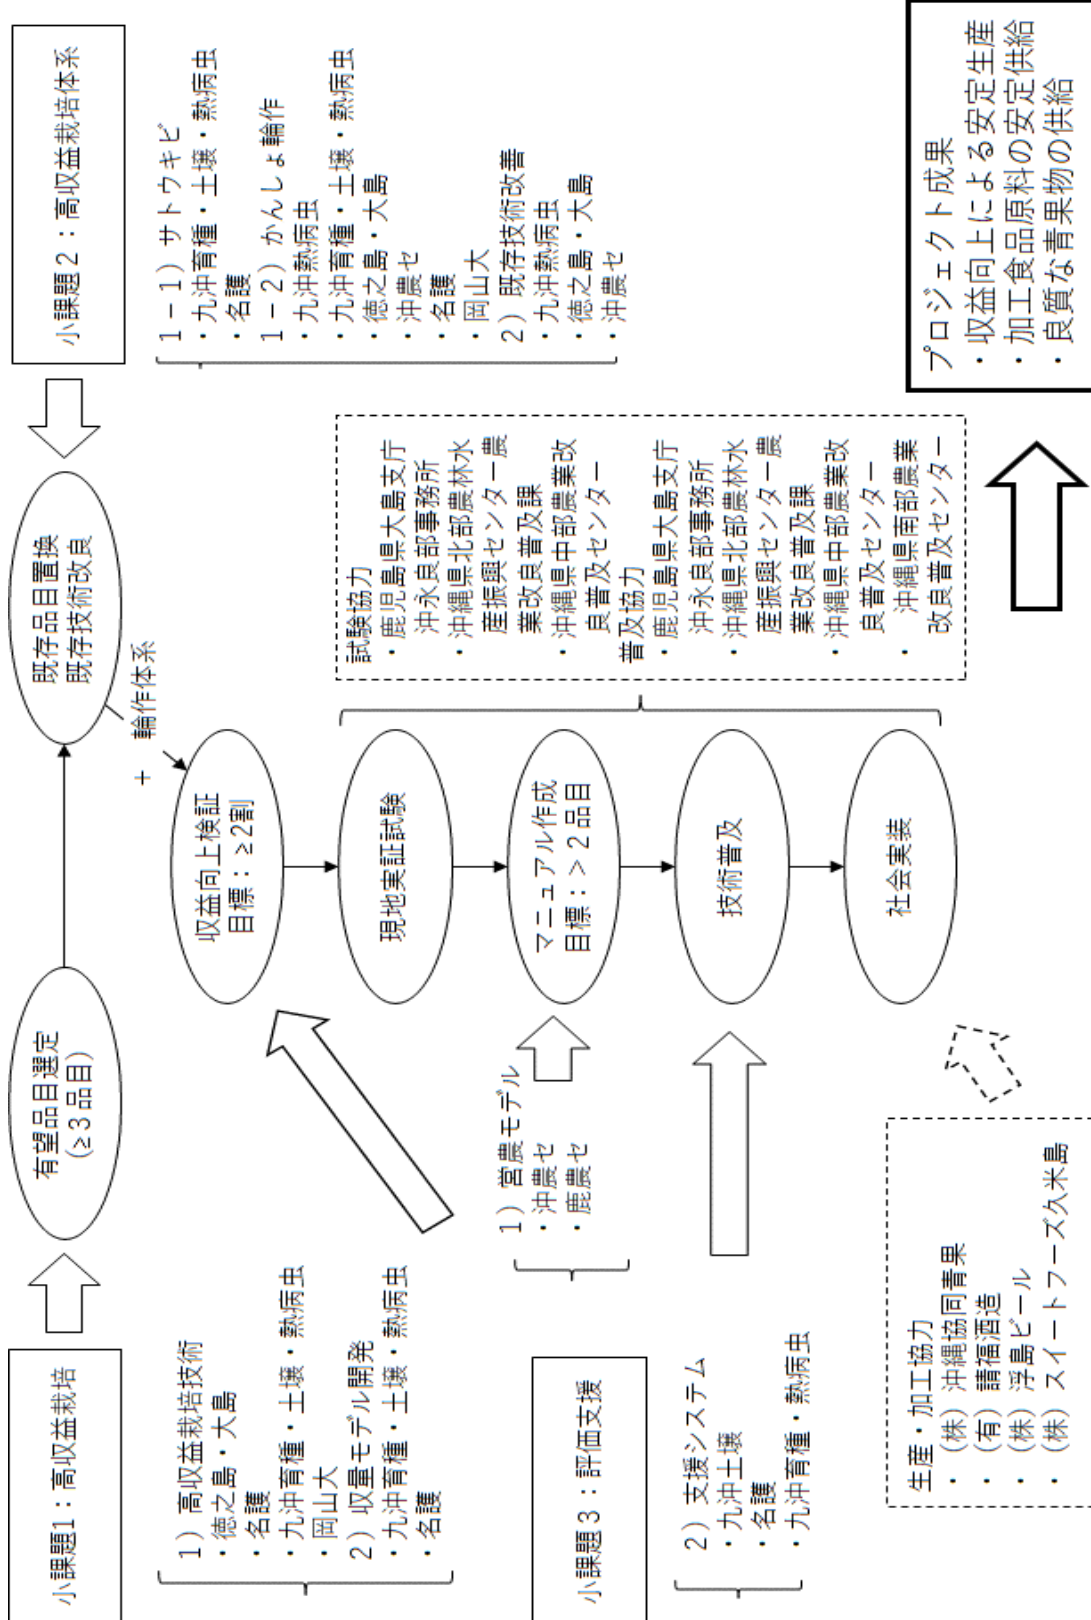 小課題1：高収益栽培
有望品目選定
(≥3品目)
既存品目置換
既存技術改良
小課題2：高収益栽培体系
+ 輪作体系
1）高収益栽培技術
・徳之島・大島
・名護
・九沖育種・土壌・熱病虫
・岡山大
2）収量モデル開発
・九沖育種・土壌・熱病虫
・名護
収益向上検証
目標：≥2割
現地実証試験
マニュアル作成
目標：＞2品目
技術普及
社会実装
1－1）サトウキビ
・九沖育種・土壌・熱病虫
・名護
1－2）かんしょ輪作
・九沖熱病虫
・九沖育種・土壌・熱病虫
・徳之島・大島
・沖農セ
・名護
・岡山大
2）既存技術改善
・九沖熱病虫
・徳之島・大島
・沖農セ
試験協力
・鹿児島県大島支庁
沖永良部事務所
・沖縄県北部農林水
産振興センター農
業改良普及課
・沖縄県中部農業改
良普及センター
普及協力
・鹿児島県大島支庁
沖永良部事務所
・沖縄県北部農林水
産振興センター農
業改良普及課
・沖縄県中部農業改
良普及センター
・沖縄県南部農業
改良普及センター
小課題3：評価支援
1）営農モデル
・沖農セ
・鹿農セ
2）支援システム
・九沖土壌
・名護
・九沖育種・熱病虫
生産・加工協力
・(株）沖縄協同青果
・(有）請福酒造
・(株）浮島ビール
・(株）スイートフーズ久米島
プロジェクト成果
・収益向上による安定生産
・加工食品原料の安定供給
・良質な青果物の供給